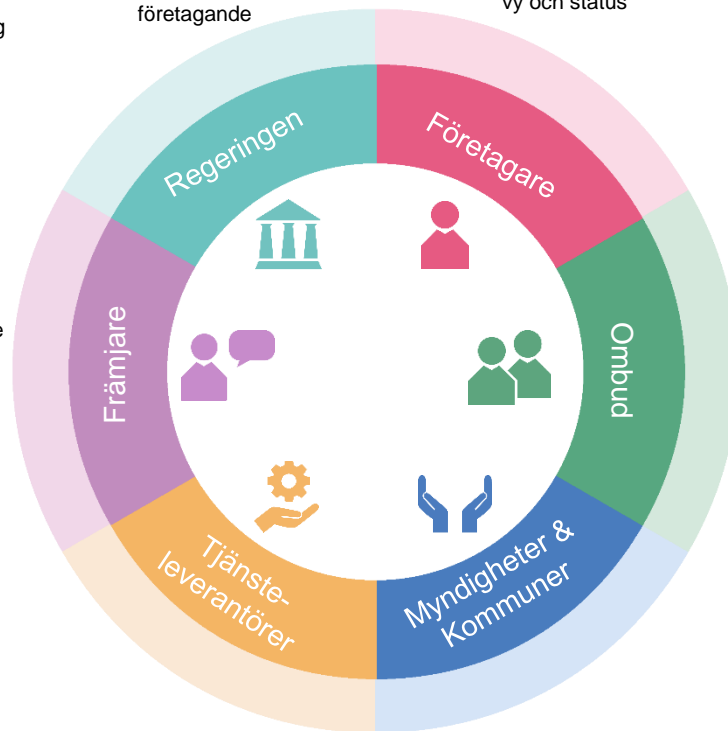 företagande
vy och status
g
Regeringen
Företagare
e
Främjare
Ombud
Tjänste-
leverantörer
Myndigheter &
Kommuner